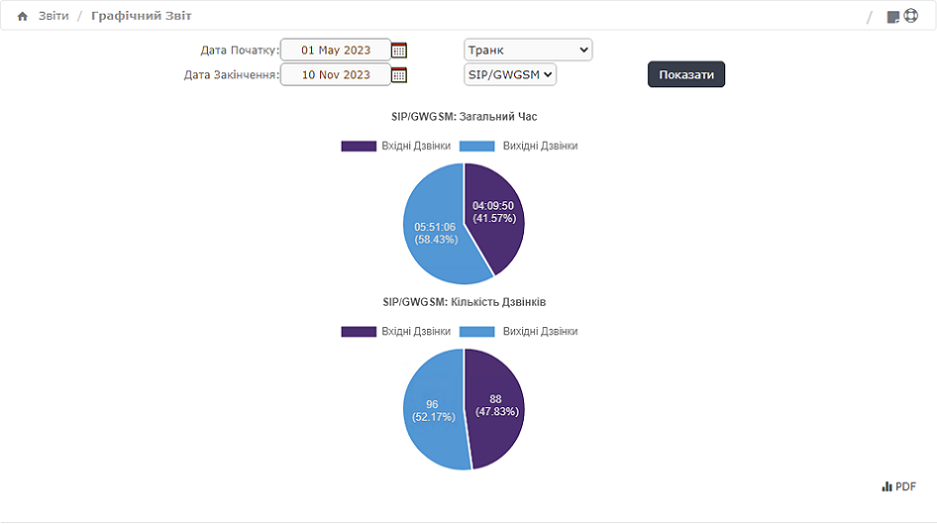 Звіти / Графічний Звіт /
Дата Початку: 01 May 2023 Транк
Дата Закінчення: 10 Nov 2023 SIP/GWGSM Показати
SIP/GWGSM: Загальний Час
Вхідні Дзвінки Вихідні Дзвінки
04:09:50
(41.57%)
05:51:06
(58.43%)
SIP/GWGSM: Кількість Дзвінків
Вхідні Дзвінки Вихідні Дзвінки
96
(52.17%)
88
(47.83%)
PDF